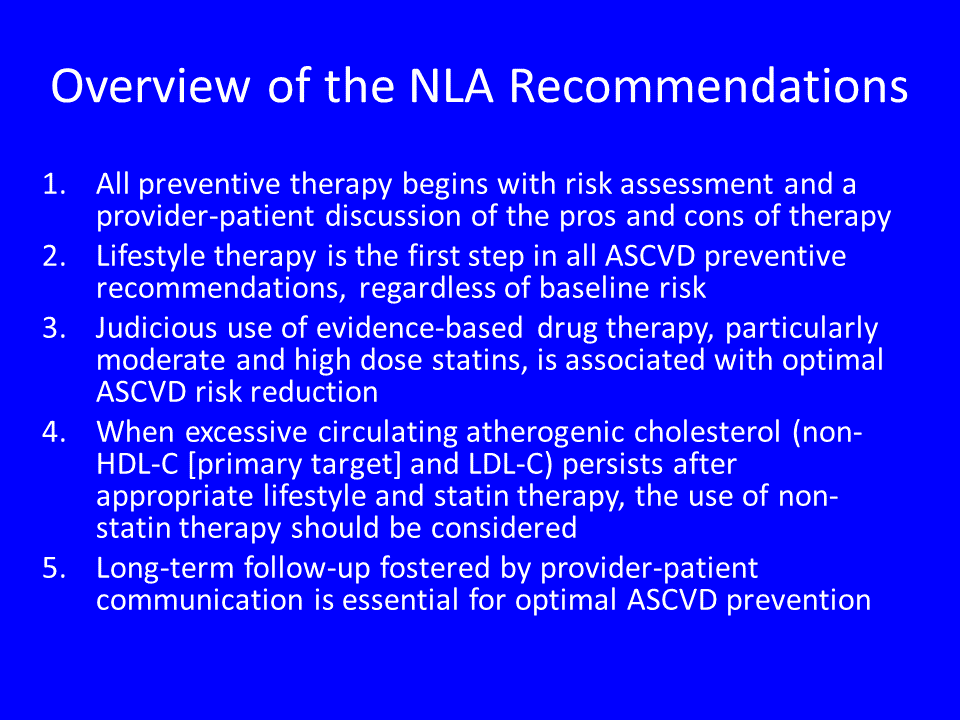 Overview of the NLA Recommendations
1. All preventive therapy begins with risk assessment and a
provider-patient discussion of the pros and cons of therapy
2. Lifestyle therapy is the first step in all ASCVD preventive
recommendations, regardless of baseline risk
3. Judicious use of evidence-based drug therapy, particularly
moderate and high dose statins, is associated with optimal
ASCVD risk reduction
4. When excessive circulating atherogenic cholesterol (non-
HDL-C [primary target] and LDL-C) persists after
appropriate lifestyle and statin therapy, the use of non-
statin therapy should be considered
5. Long-term follow-up fostered by provider-patient
communication is essential for optimal ASCVD prevention